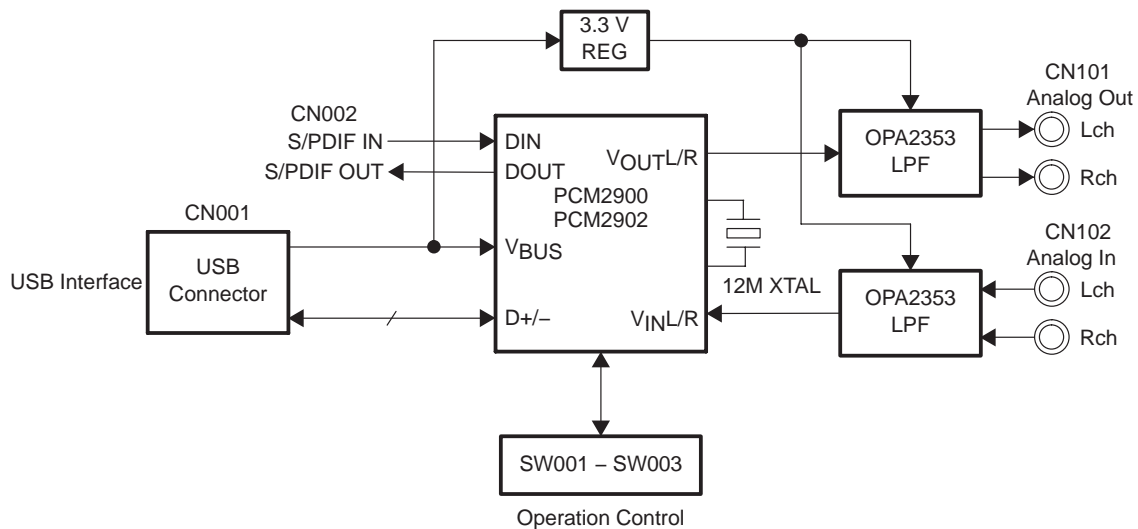 3.3 V
REG
CN002
S/PDIF IN
S/PDIF OUT
DIN
DOUT
VOUTL/R
PCM2900
PCM2902
VBUS
D+/–
VINL/R
12M XTAL
CN001
USB Interface
USB
Connector
OPA2353
LPF
CN101
Analog Out
Lch
Rch
OPA2353
LPF
CN102
Analog In
Lch
Rch
SW001 – SW003
Operation Control